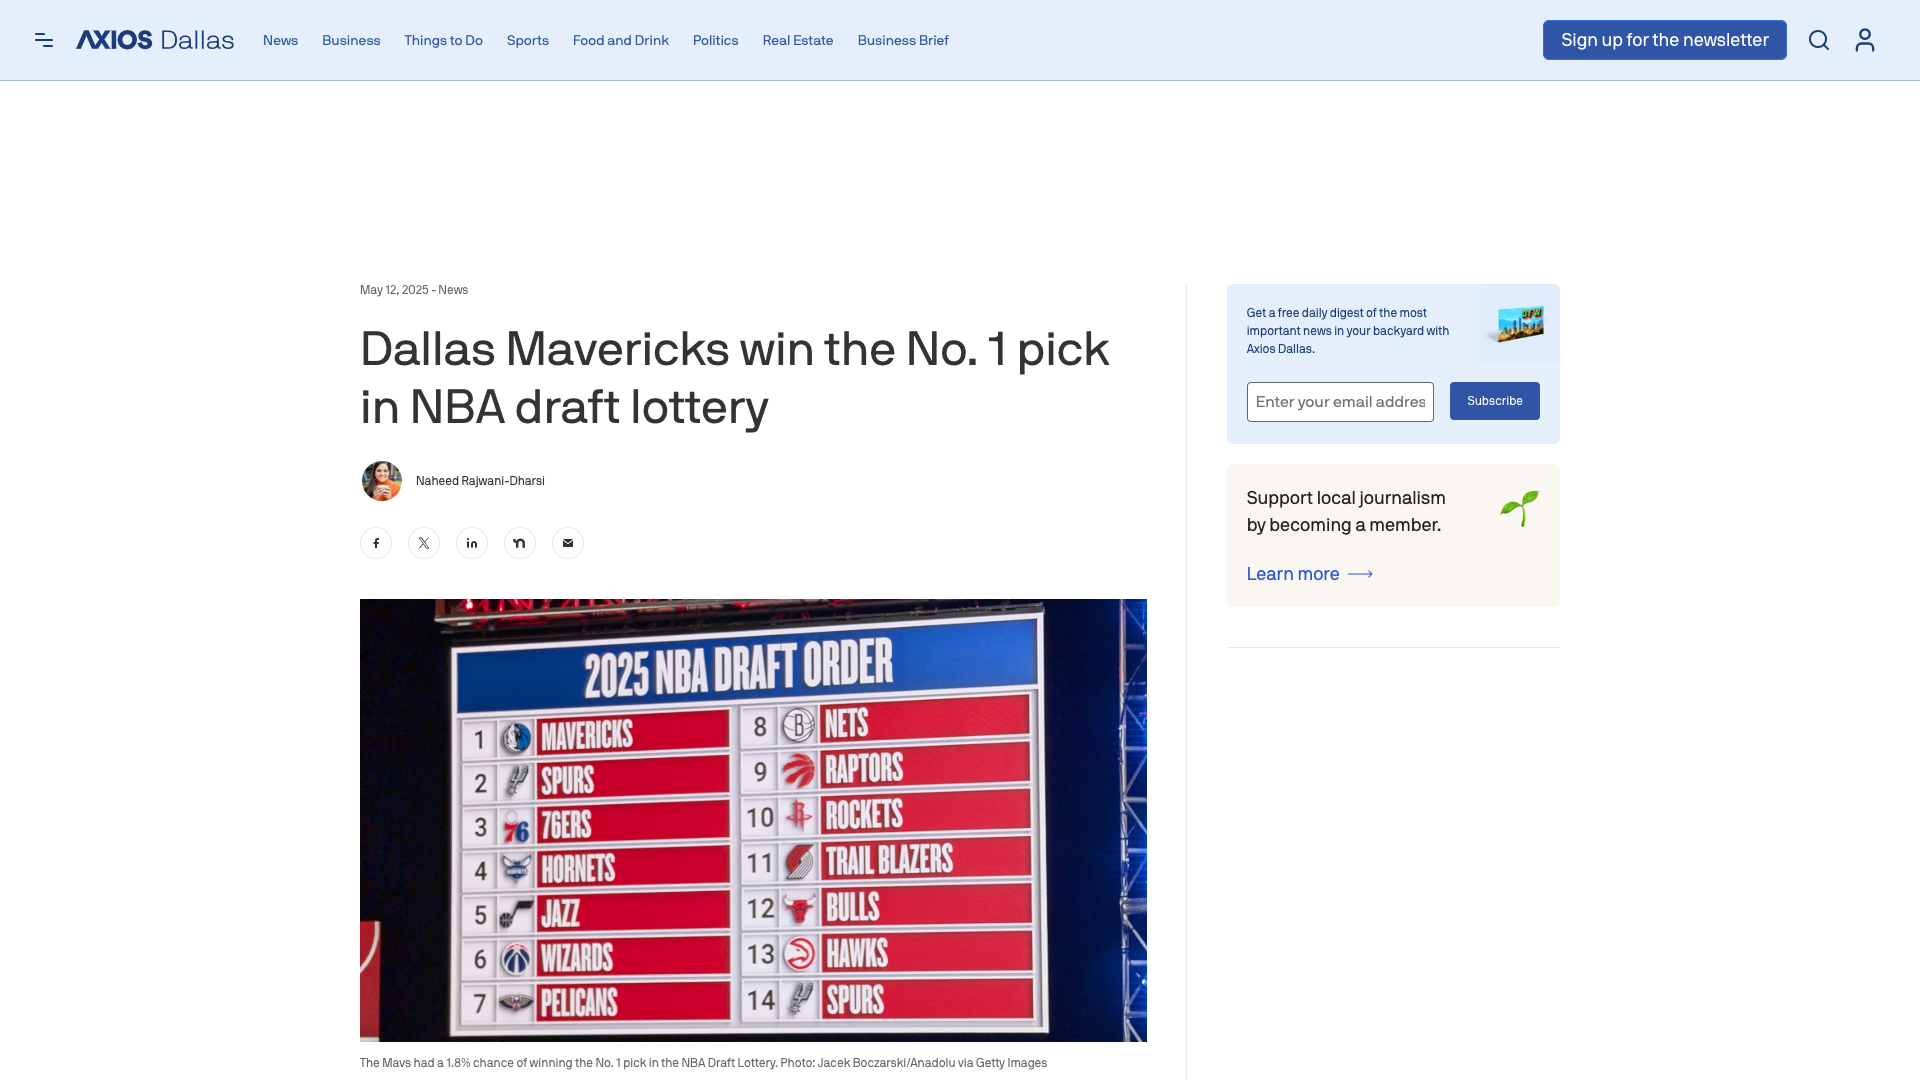 AXIOS Dallas
News
Business
Things to Do
Sports
Food and Drink
Politics
Real Estate
Business Brief
Sign up for the newsletter
May 12, 2025 - News
Dallas Mavericks win the No. 1 pick
in NBA draft lottery
Naheed Rajwani-Dharsi
2025 NBA DRAFT ORDER
1 MAVERICKS
2 SPURS
3 76 76ERS
4 HORNETS
5 JAZZ
6 WIZARDS
7 PELICANS
8 B NETS
9 RAPTORS
10 R ROCKETS
11 TRAIL BLAZERS
12 BULLS
13 HAWKS
14 SPURS
The Mavs had a 1.8% chance of winning the No. 1 pick in the NBA Draft Lottery. Photo: Jacek Boczarski/Anadolu via Getty Images
Get a free daily digest of the most
important news in your backyard with
Axios Dallas.
DFW
Enter your email addres
Subscribe
Support local journalism
by becoming a member.
Learn more